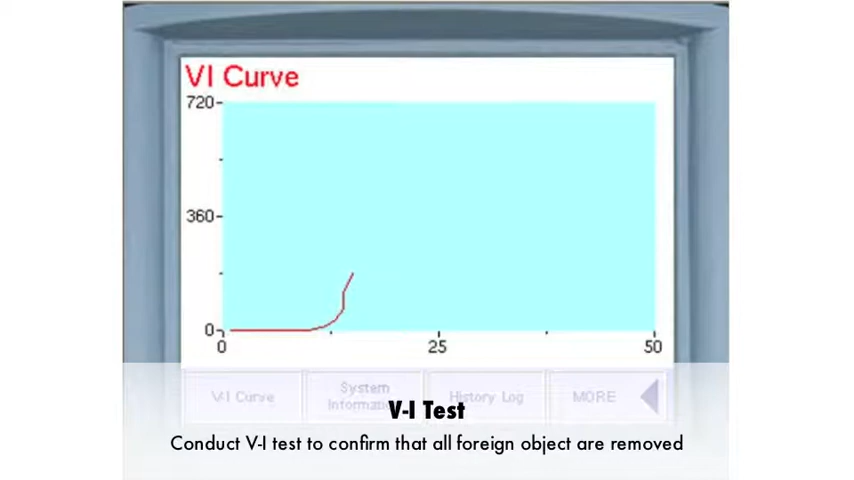 VI Curve
720
360
0
0 25 50
V-I Curve System Information History Log MORE
V-I Test
Conduct V-I test to confirm that all foreign object are removed